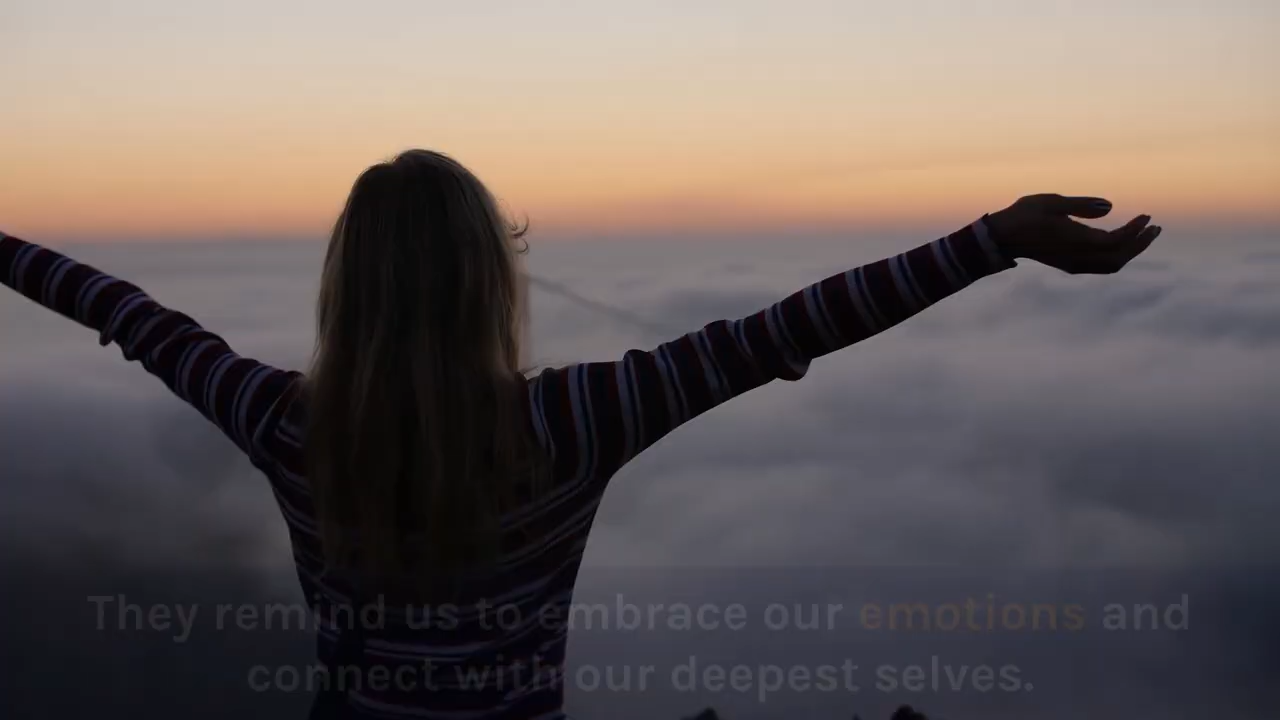 They remind us to embrace our emotions and
connect with our deepest selves.